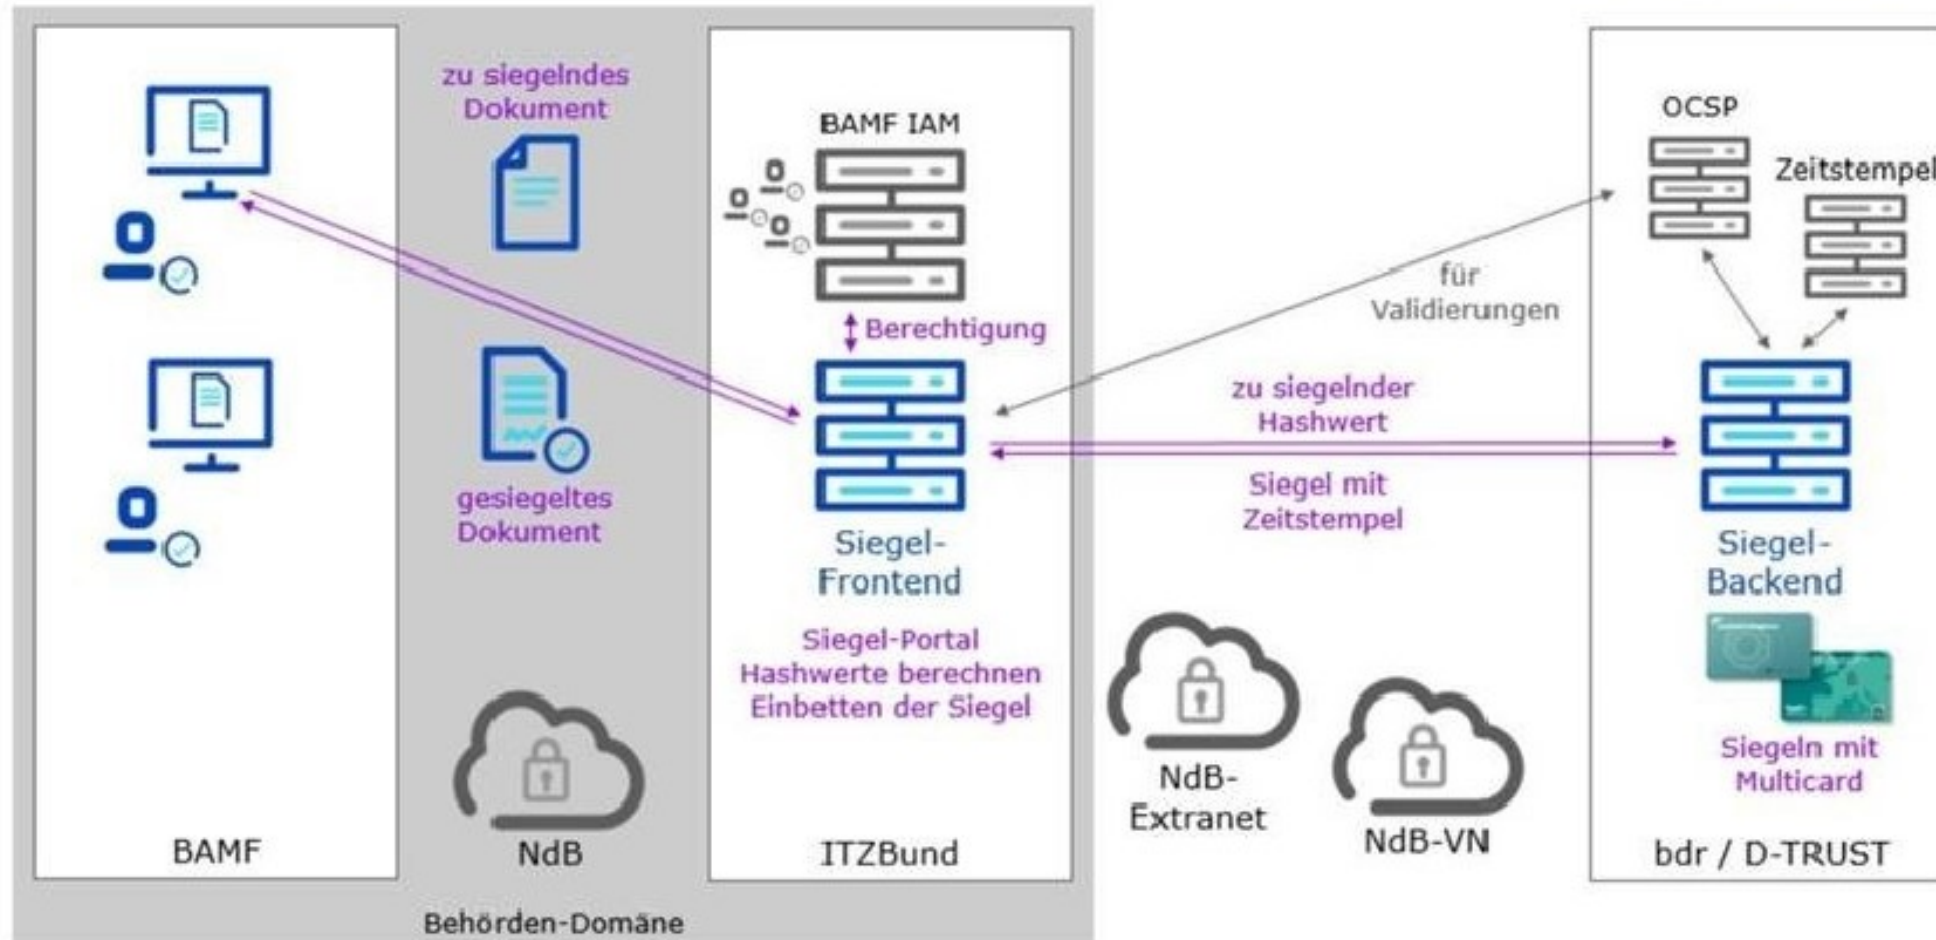 zu siegelndes
Dokument
gesiegeltes
Dokument
NdB
BAMF
BAMF IAM
Berechtigung
Siegel-
Frontend
Siegel-Portal
Hashwerte berechnen
Einbetten der Siegel
ITZBund
Behörden-Domäne
für
Validierungen
zu siegelnder
Hashwert
Siegel mit
Zeitstempel
NdB-
Extranet
NdB-VN
OCSP
Zeitstempel
Siegel-
Backend
Siegeln mit
Multicard
bdr / D-TRUST